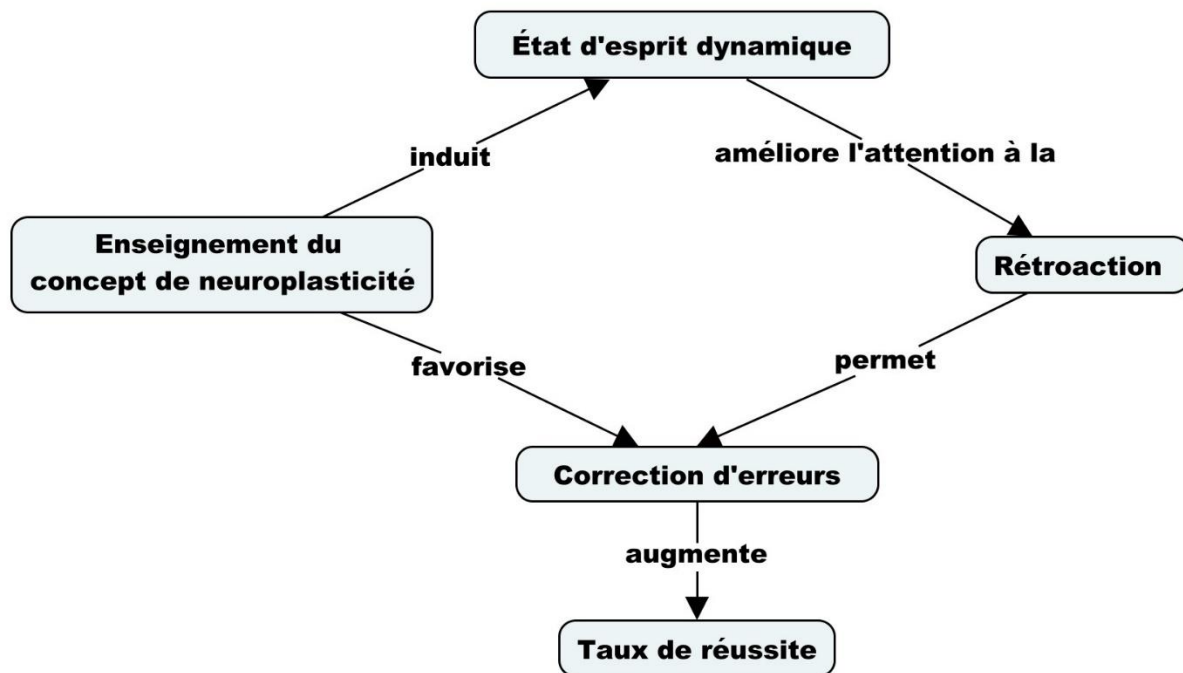 État d'esprit dynamique
induit
améliore l'attention à la
Enseignement du
concept de neuroplasticité
Rétroaction
favorise
permet
Correction d'erreurs
augmente
Taux de réussite